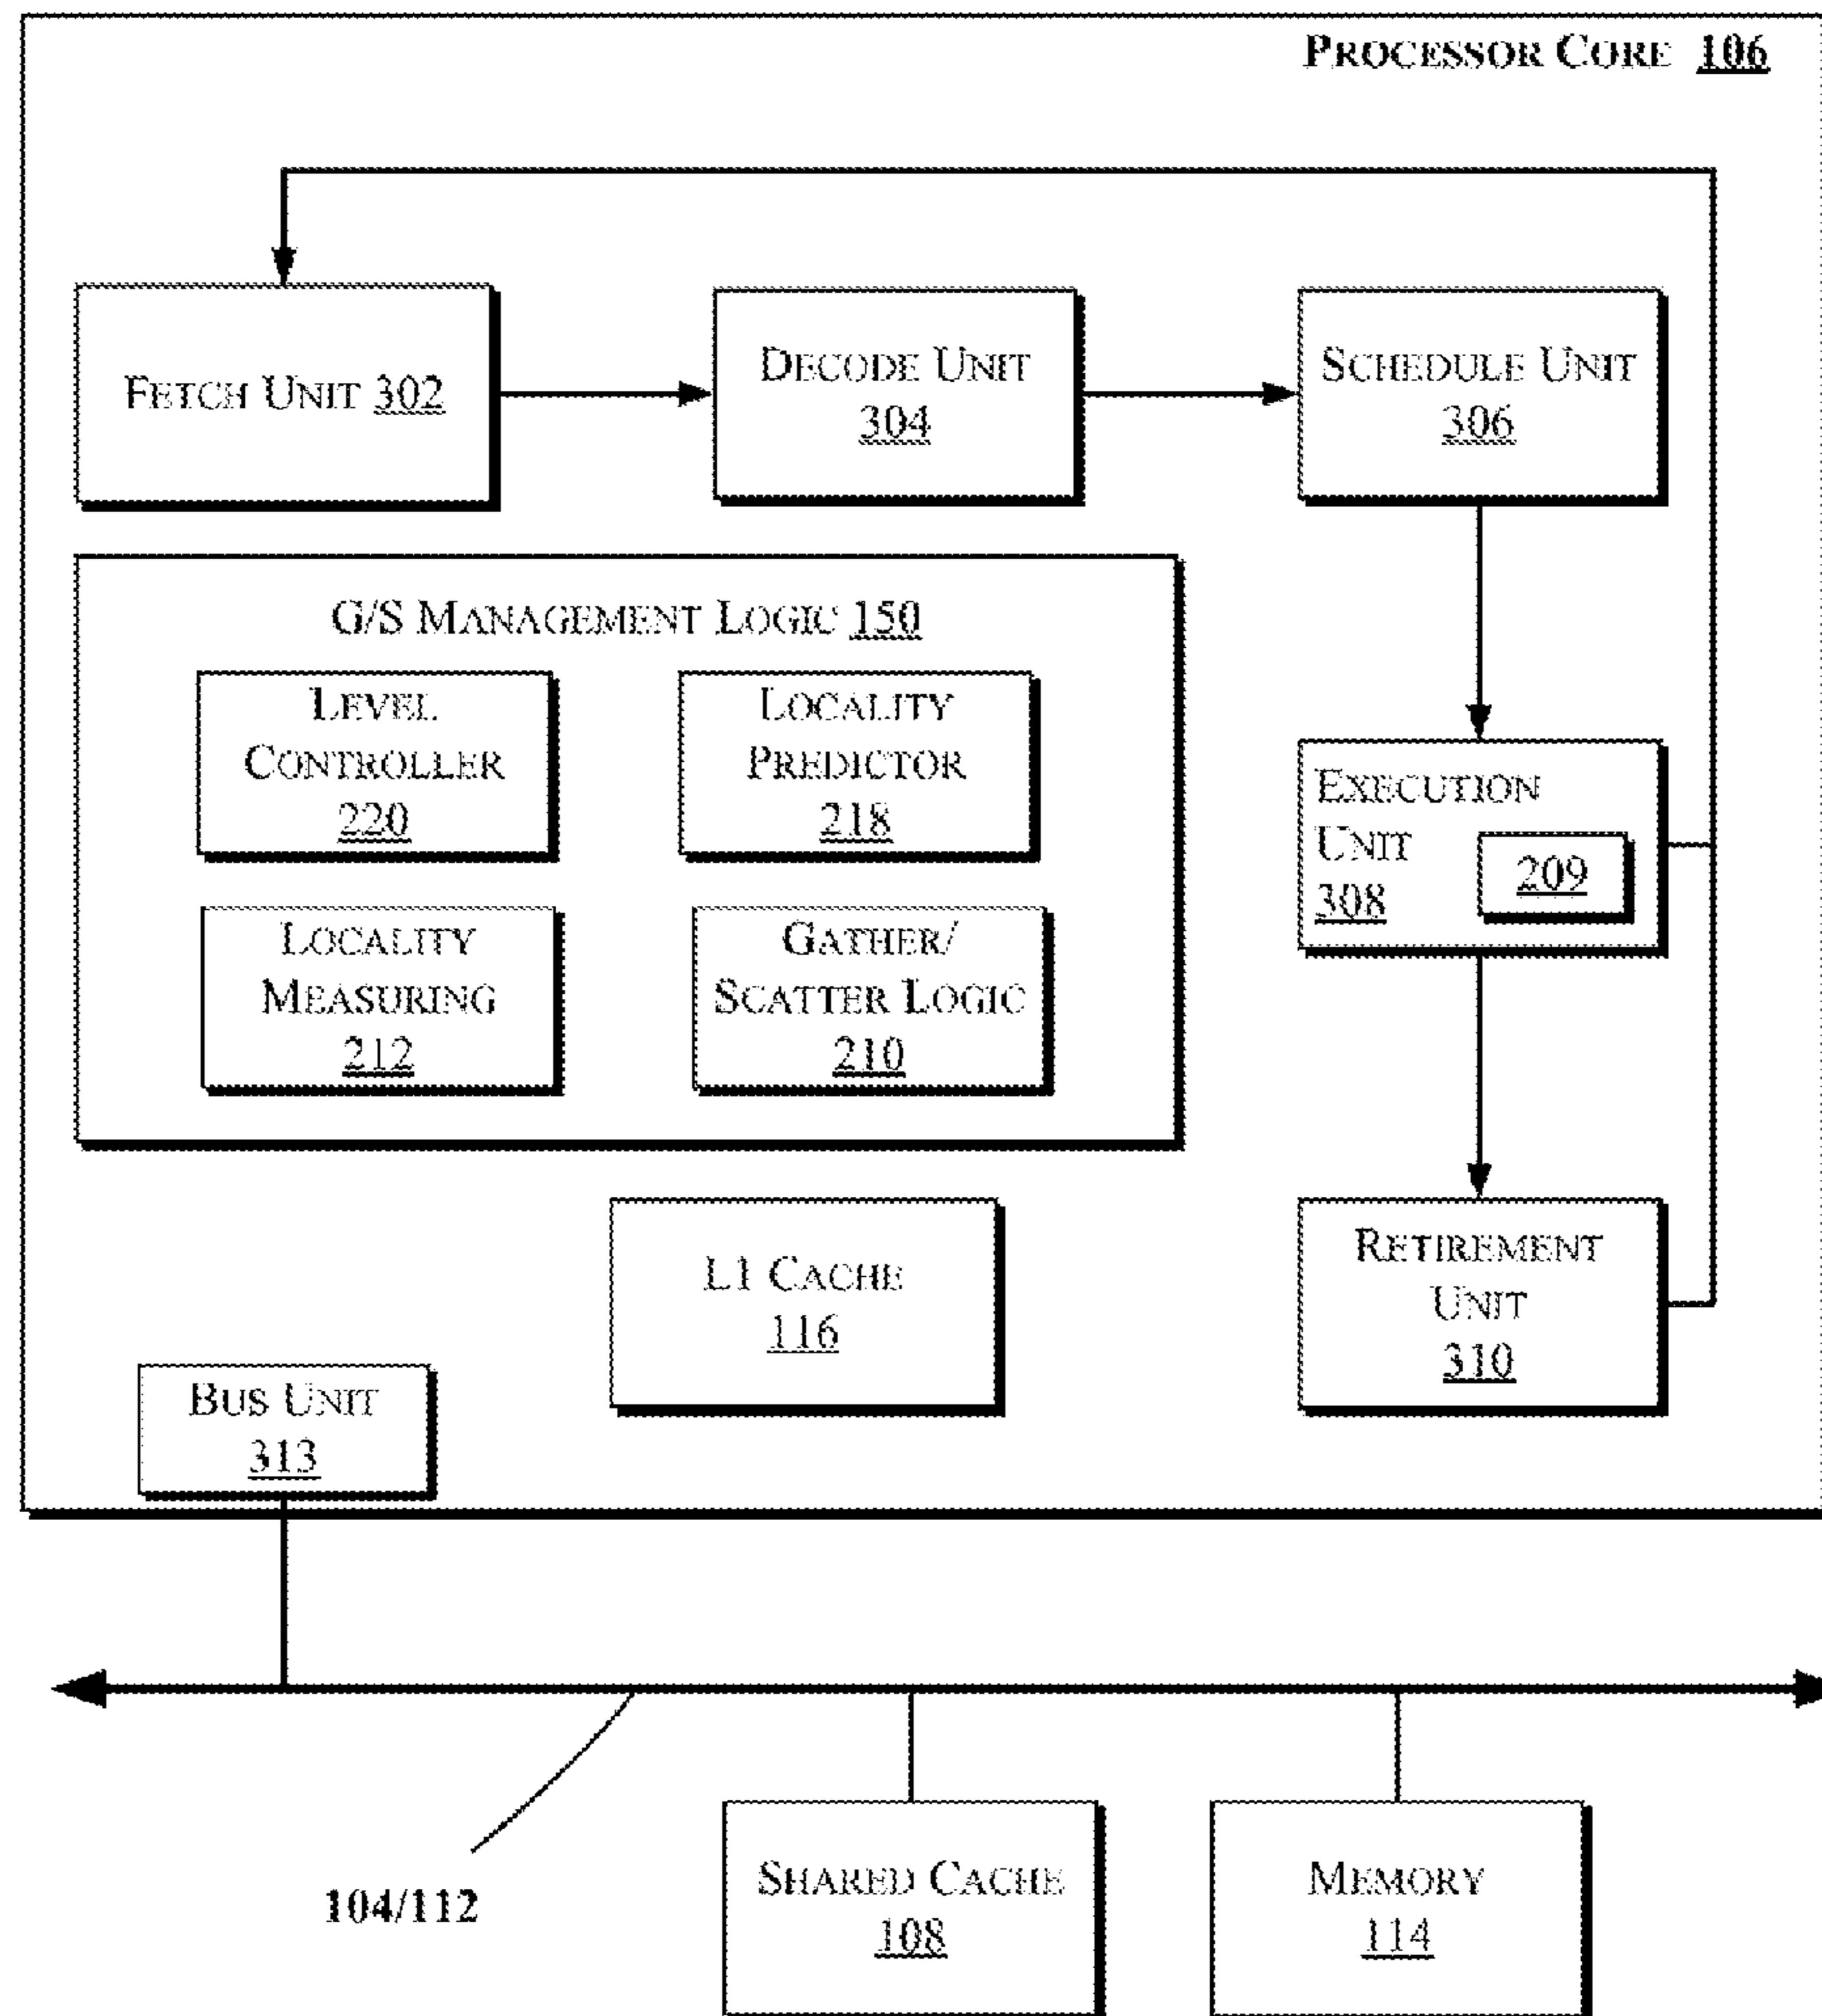 PROCESSOR CORE 106
FETCH UNIT 302
DECODE UNIT
304
SCHEDULE UNIT
306
G/S MANAGEMENT LOGIC 150
LEVEL
CONTROLLER
220
LOCALITY
PREDICTOR
218
LOCALITY
MEASURING
212
GATHER/
SCATTER LOGIC
210
EXECUTION
UNIT
308
209
L1 CACHE
116
RETIREMENT
UNIT
310
BUS UNIT
313
104/112
SHARED CACHE
108
MEMORY
114